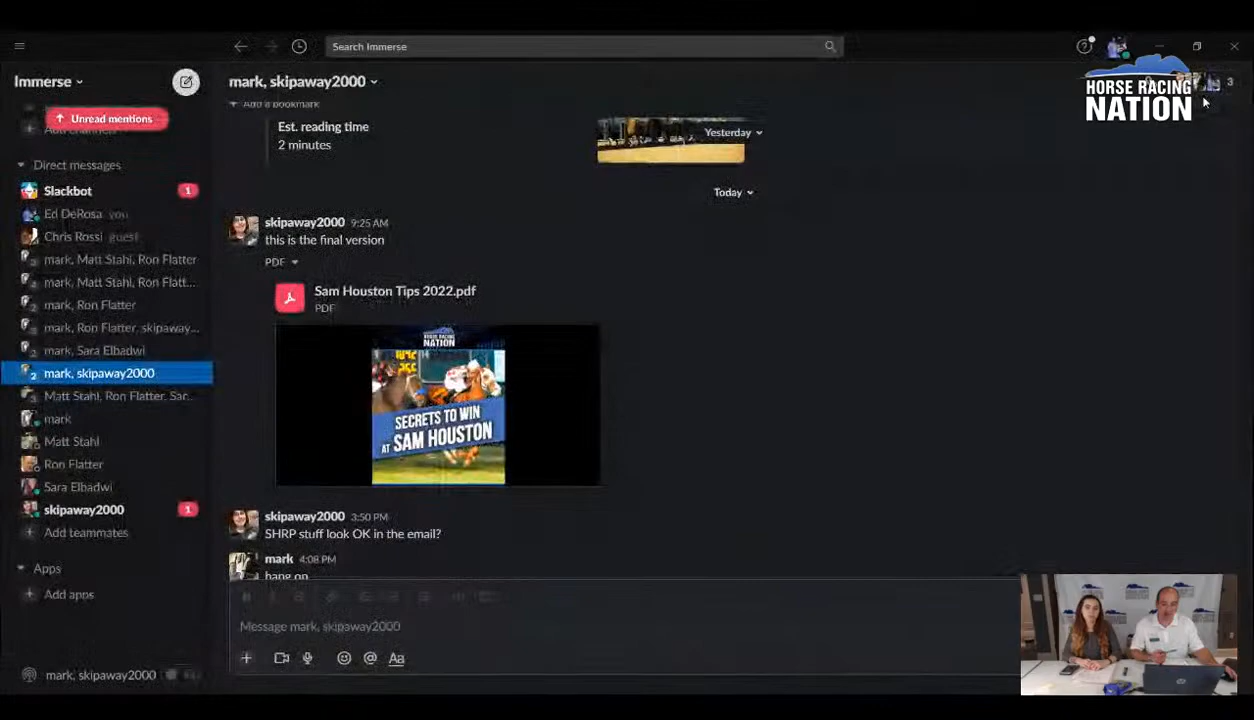 Search Immerse
Immerse
mark, skipaway2000
3
HORSE RACING
NATION
Unread mentions
Add channels
Add a bookmark
Est. reading time
2 minutes
Yesterday
Direct messages
Slackbot 1
Today
Ed DeRosa you
Chris Rossi guest
mark, Matt Stahl, Ron Flatter
mark, Matt Stahl, Ron Flatt...
mark, Ron Flatter
mark, Ron Flatter, skipaway...
mark, Sara Elbadwi
mark, skipaway2000
Matt Stahl, Ron Flatter, Sar...
mark
Matt Stahl
Ron Flatter
Sara Elbadwi
skipaway2000 1
Add teammates
Apps
Add apps
mark, skipaway2000
skipaway2000 9:25 AM
this is the final version
PDF
Sam Houston Tips 2022.pdf
PDF
HORSE RACING
NATION
SECRETS TO WIN
AT SAM HOUSTON
skipaway2000 3:50 PM
SHRP stuff look OK in the email?
mark 4:08 PM
hang on
Message mark, skipaway2000
Aa